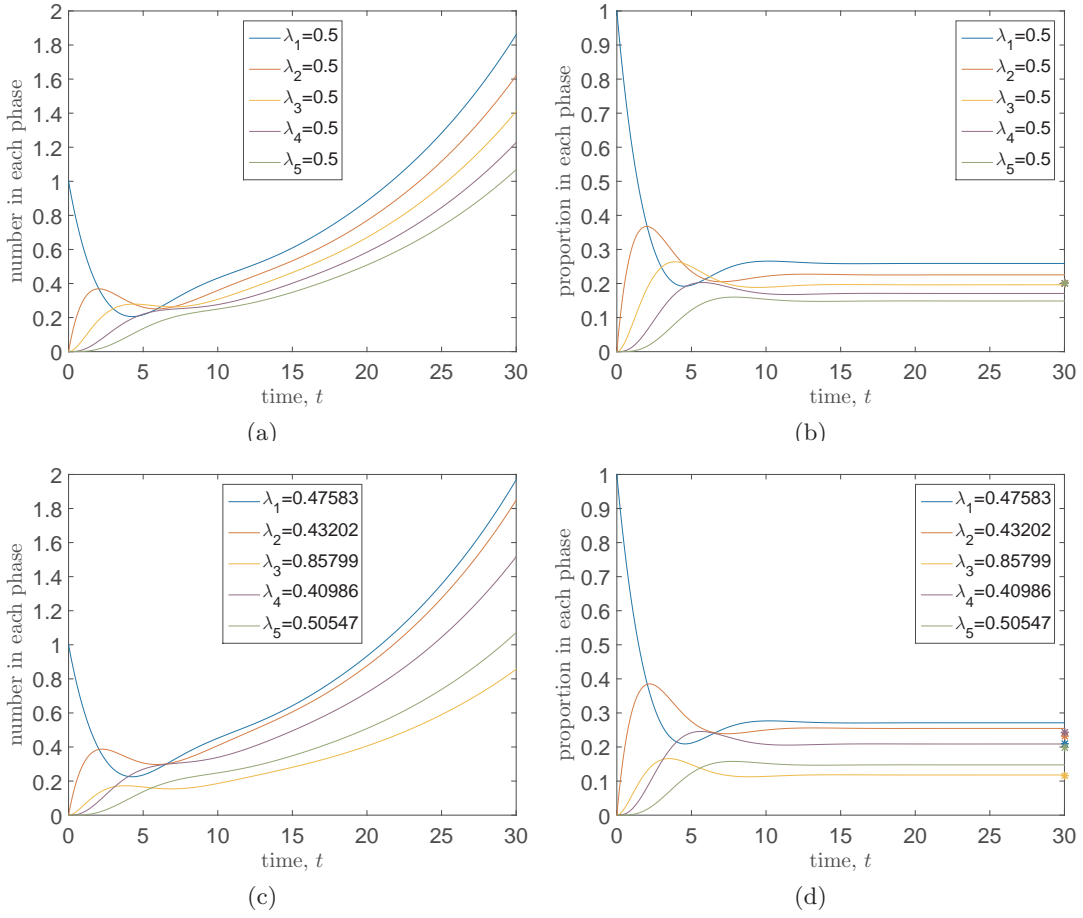 number in each phase
2
1.8
1.6
1.4
1.2
1
0.8
0.6
0.4
0.2
0
λ1=0.5
λ2=0.5
λ3=0.5
λ4=0.5
λ5=0.5
0 5 10 15 20 25 30
time, t
(a)
proportion in each phase
1
0.9
0.8
0.7
0.6
0.5
0.4
0.3
0.2
0.1
0
λ1=0.5
λ2=0.5
λ3=0.5
λ4=0.5
λ5=0.5
0 5 10 15 20 25 30
time, t
(b)
number in each phase
2
1.8
1.6
1.4
1.2
1
0.8
0.6
0.4
0.2
0
λ1=0.47583
λ2=0.43202
λ3=0.85799
λ4=0.40986
λ5=0.50547
0 5 10 15 20 25 30
time, t
(c)
proportion in each phase
1
0.9
0.8
0.7
0.6
0.5
0.4
0.3
0.2
0.1
0
λ1=0.47583
λ2=0.43202
λ3=0.85799
λ4=0.40986
λ5=0.50547
0 5 10 15 20 25 30
time, t
(d)